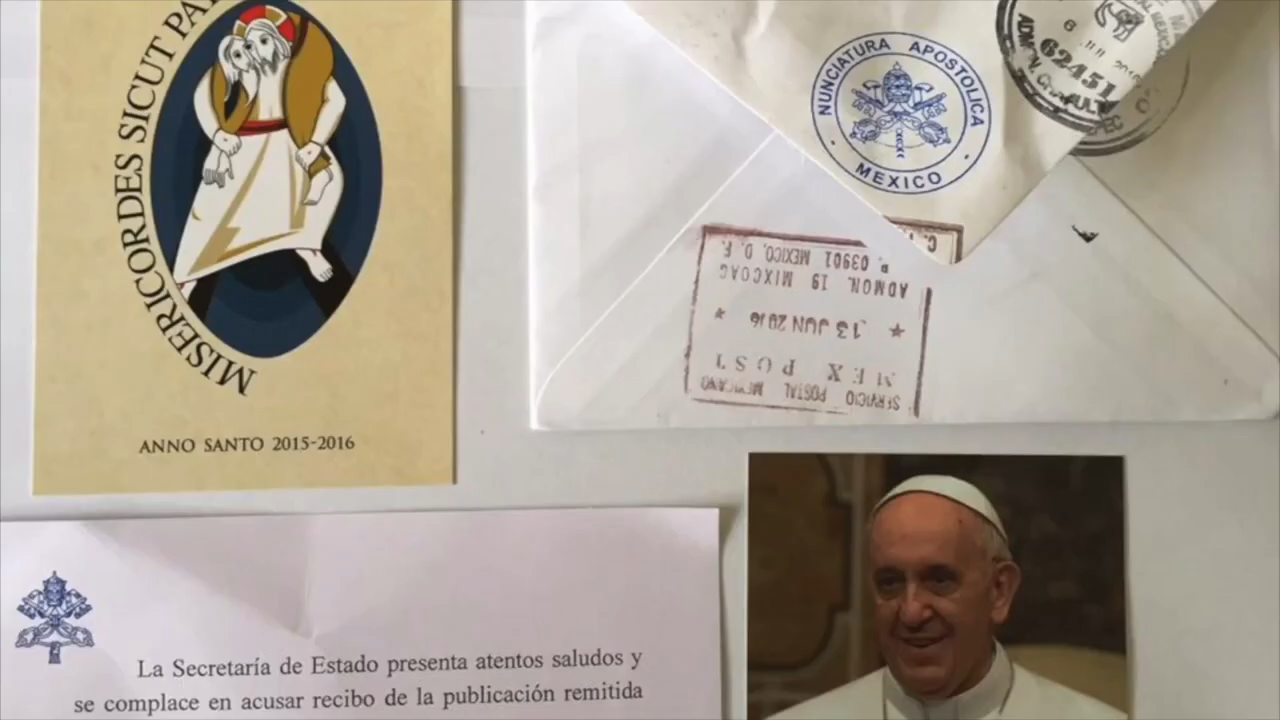 MISERICORDES SICUT PA
ANNO SANTO 2015-2016
NUNCIATURA APOSTOLICA
MEXICO
62451
SERVICIO POSTAL MEXICANO
MEX POST
★ 13 JUN 2016 ★
ADMON. 19 MIXCOAC
P. 03901 MEXICO, D. F.
La Secretaría de Estado presenta atentos saludos y
se complace en acusar recibo de la publicación remitida